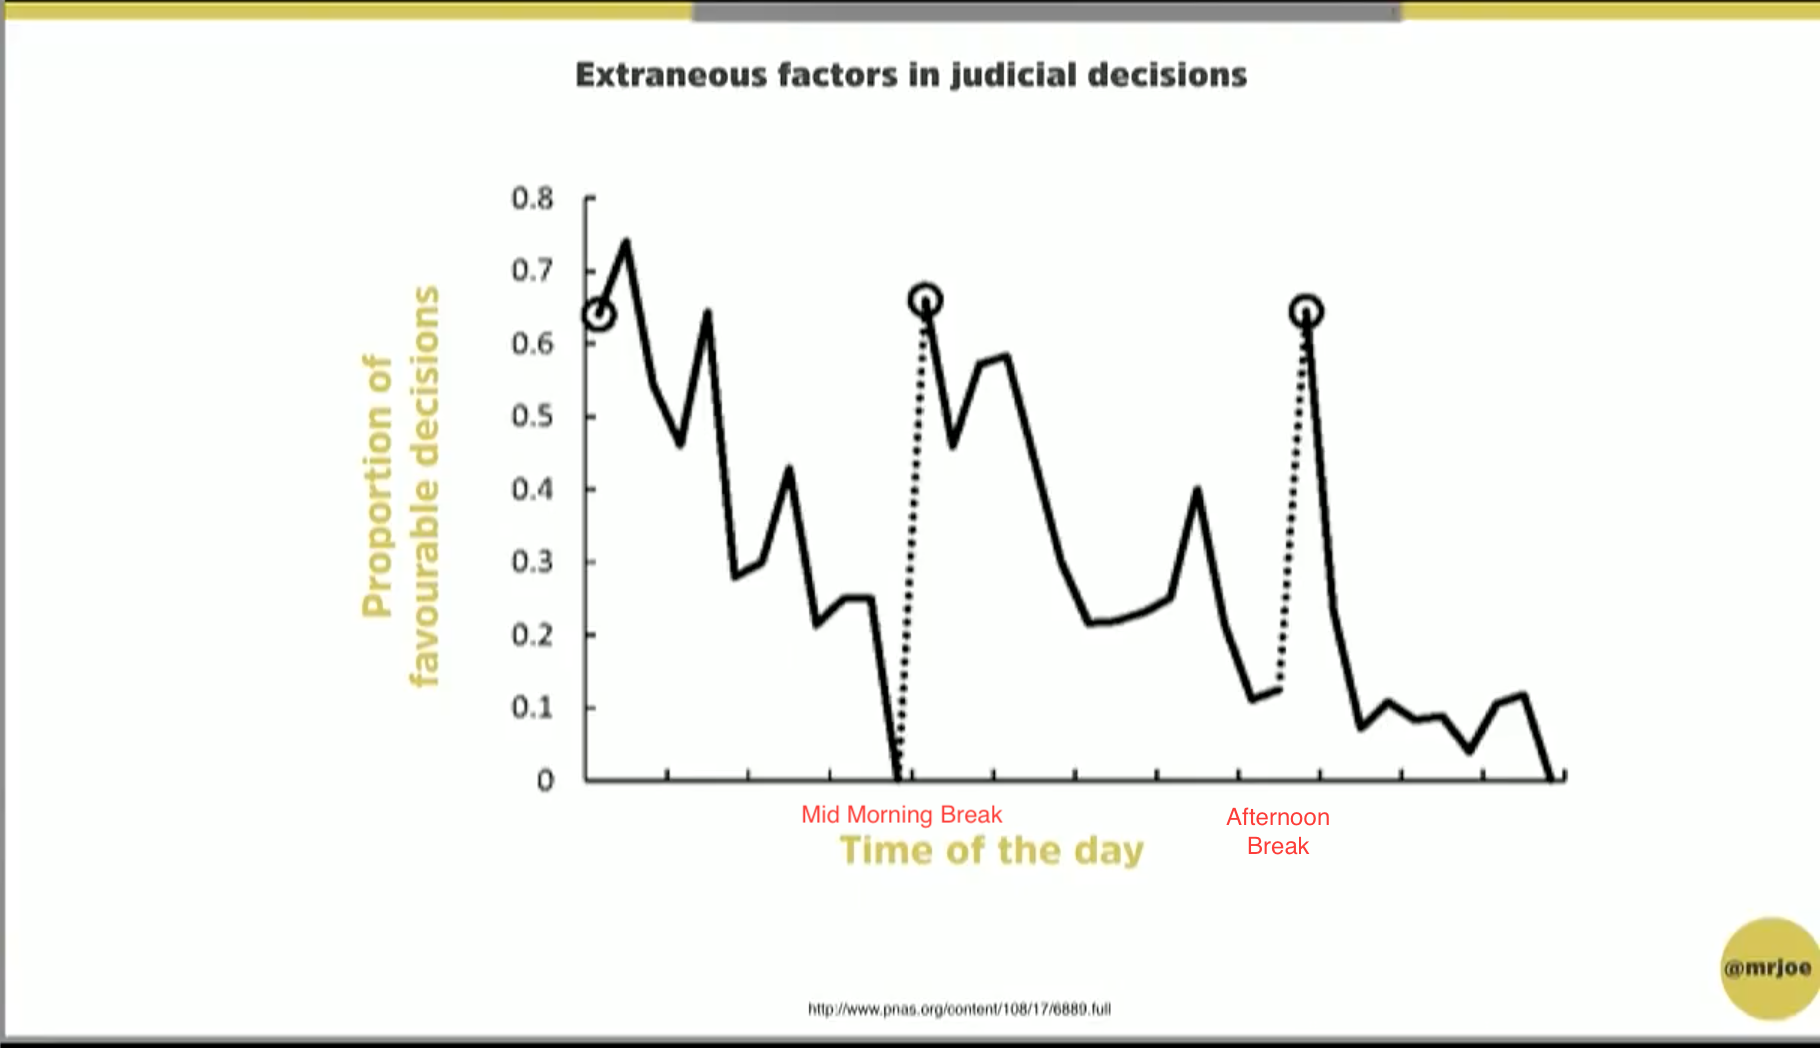 Extraneous factors in judicial decisions
Proportion of
favourable decisions
0.8
0.7
0.6
0.5
0.4
0.3
0.2
0.1
0
Mid Morning Break
Afternoon
Break
Time of the day
@mrjoe
http://www.pnas.org/content/108/17/6889.full